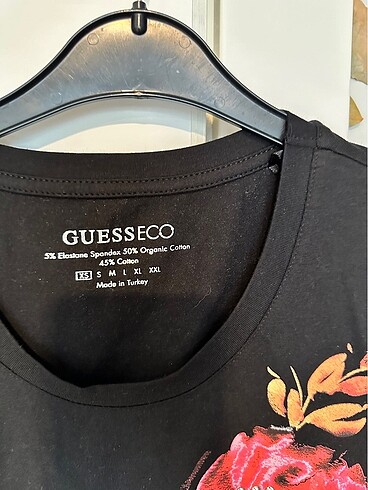 GUESSECO
5% Elastane Spandex 50% Organic Cotton
45% Cotton
XS S M L XL XXL
Made in Turkey